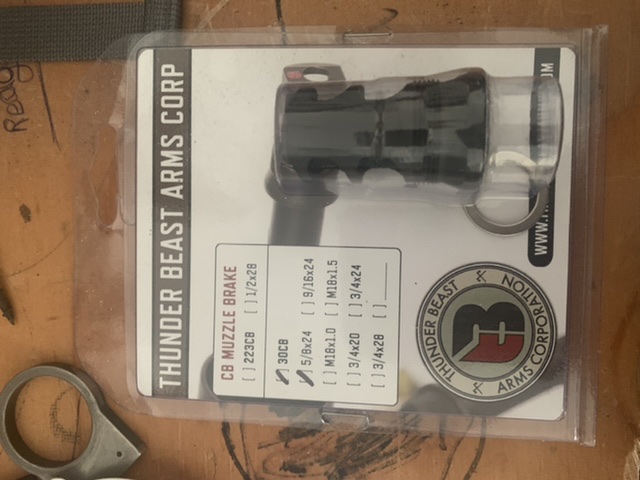 THUNDER BEAST ARMS CORP
CB MUZZLE BRAKE
[ ] 223CB [ ] 1/2x28
[✓] 30CB
[✓] 5/8x24 [ ] 9/16x24
[ ] M18x1.0 [ ] M18x1.5
[ ] 3/4x20 [ ] 3/4x24
[ ] 3/4x28 [ ] ____
THUNDER BEAST
ARMS CORPORATION